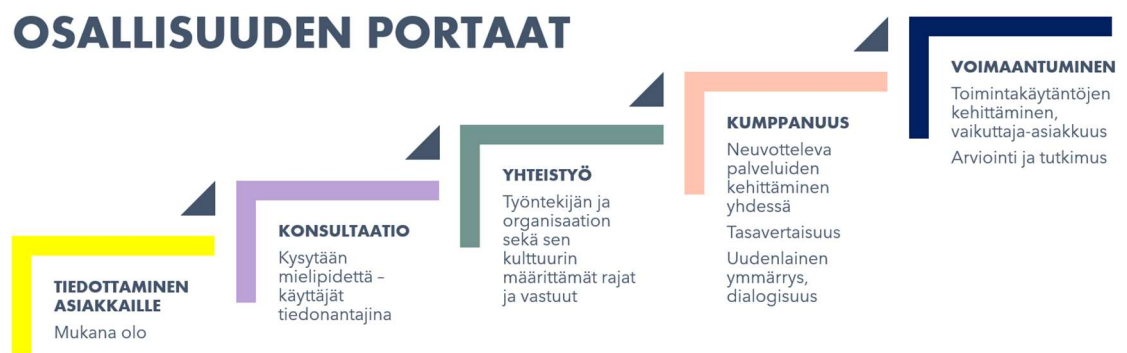 OSALLISUUDEN PORTAAT
TIEDOTTAMINEN
ASIAKKAILLE
Mukana olo
KONSULTAATIO
Kysytään
mielipidettä –
käyttäjät
tiedonantajina
YHTEISTYÖ
Työntekijän ja
organisaation
sekä sen
kulttuurin
määrittämät rajat
ja vastuut
KUMPPANUUS
Neuvotteleva
palveluiden
kehittäminen
yhdessä
Tasavertaisuus
Uudenlainen
ymmärrys,
dialogisuus
VOIMAANTUMINEN
Toimintakäytäntöjen
kehittäminen,
vaikuttaja-asiakkuus
Arviointi ja tutkimus